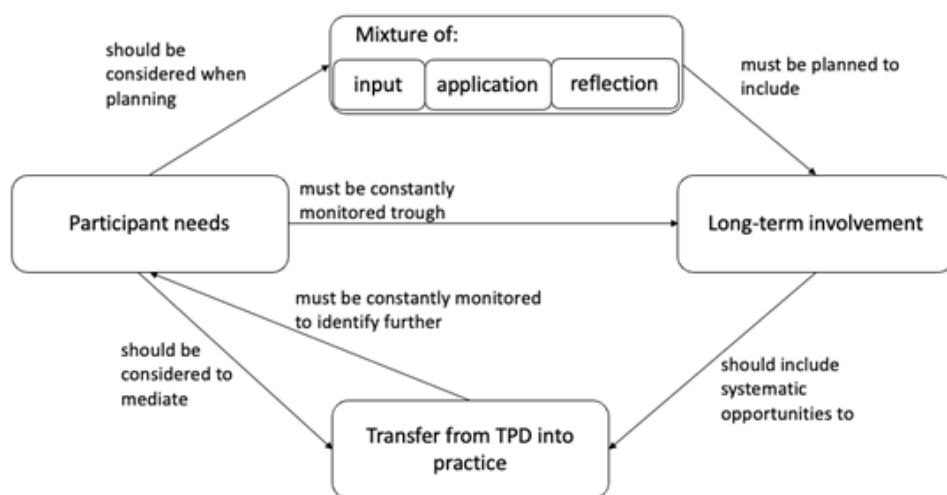 Mixture of:
input
application
reflection
should be
considered when
planning
must be planned to
include
Participant needs
must be constantly
monitored trough
Long-term involvement
must be constantly monitored
to identify further
should be
considered to
mediate
should include
systematic
opportunities to
Transfer from TPD into
practice